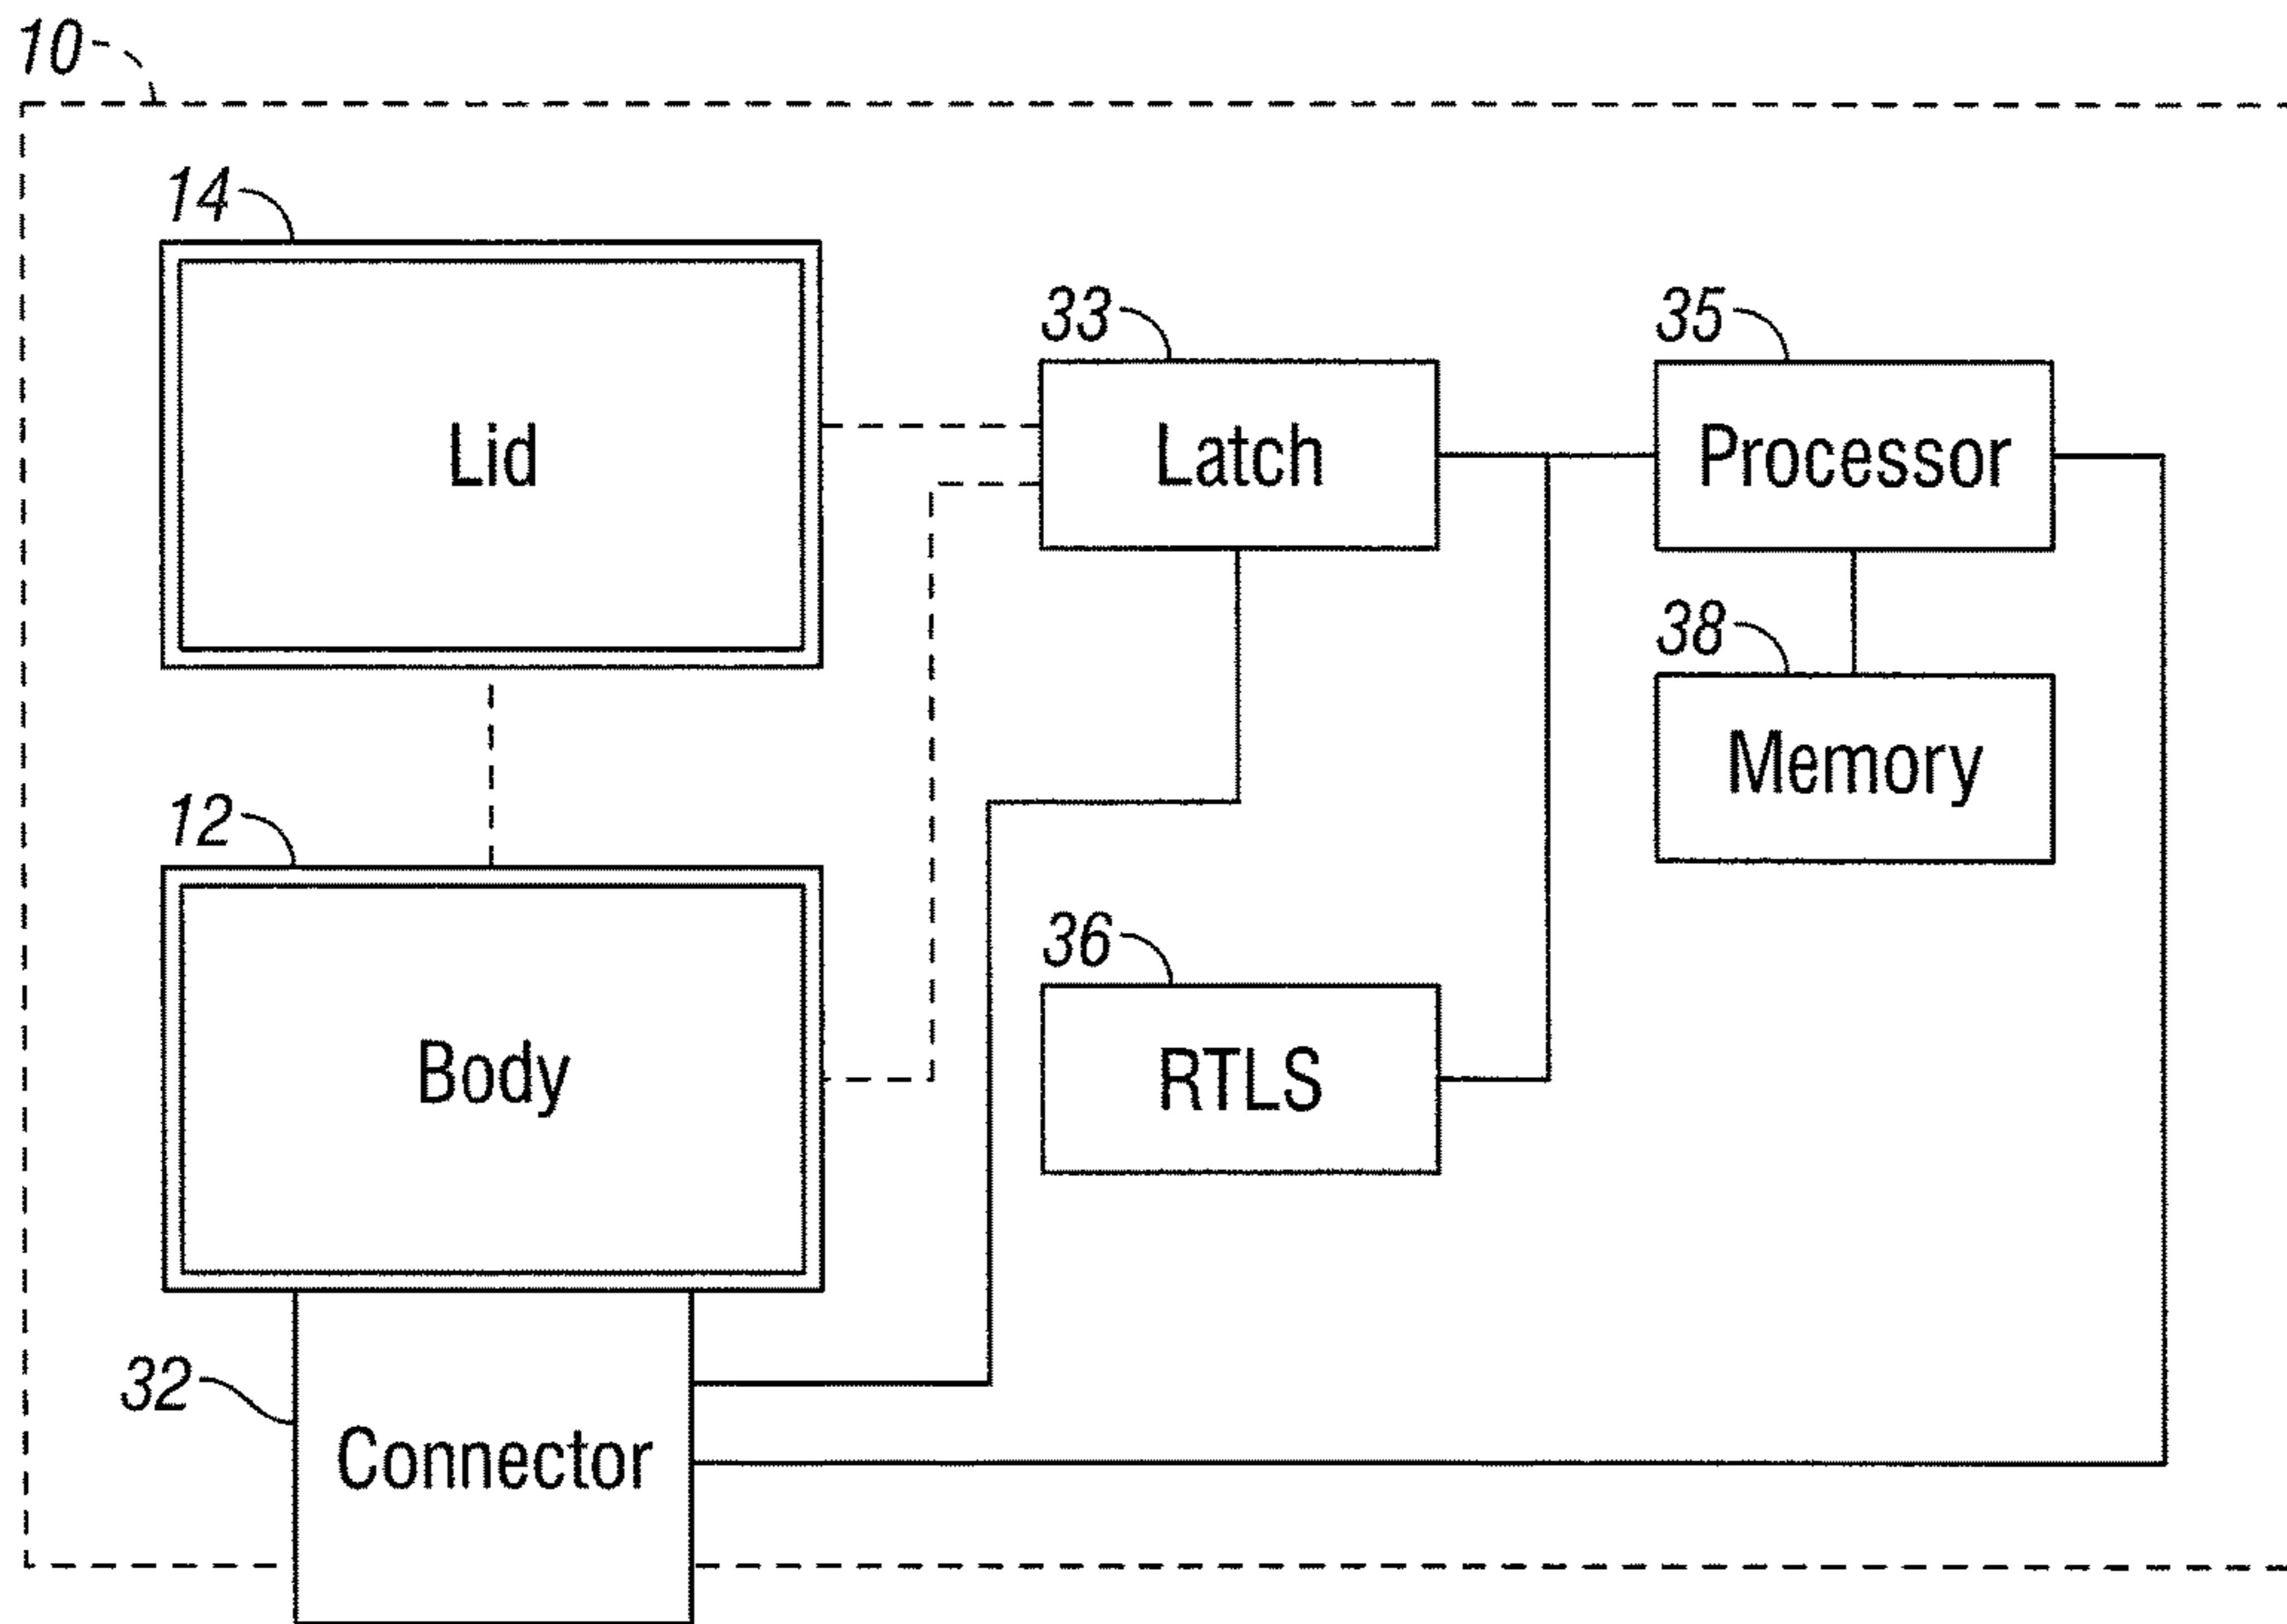 10
14
Lid
33
Latch
35
Processor
38
Memory
12
Body
36
RTLS
32
Connector